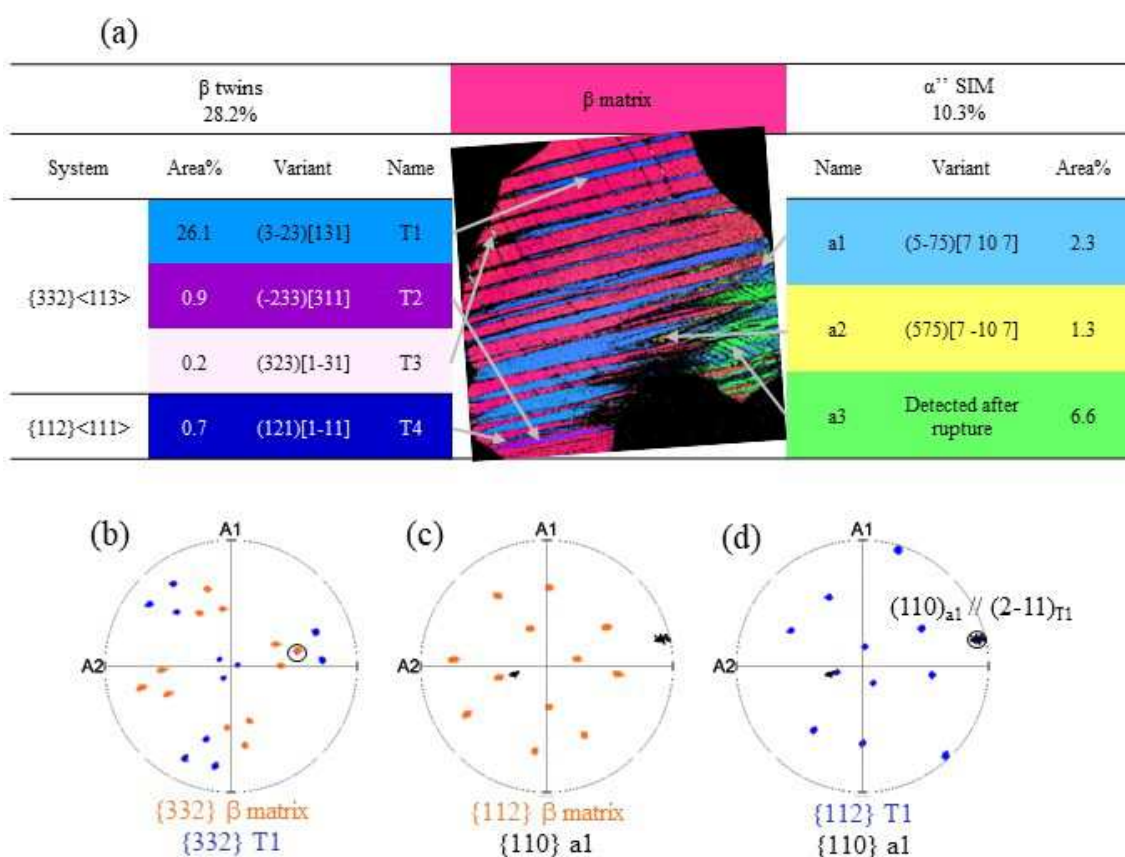 (a)
β twins
28.2%
β matrix
α’’ SIM
10.3%
System Area% Variant Name
Name Variant Area%
26.1 (3-23)[131] T1
a1 (5-75)[7 10 7] 2.3
{332}<113>
0.9 (-233)[311] T2
a2 (575)[7 -10 7] 1.3
0.2 (323)[1-31] T3
{112}<111> 0.7 (121)[1-11] T4
a3 Detected after
rupture 6.6
(b) (c) (d)
A1 A1
(110)a1 // (2-11)T1
A2 A2 A2
{332} β matrix
{332} T1
{112} β matrix
{110} a1
{112} T1
{110} a1